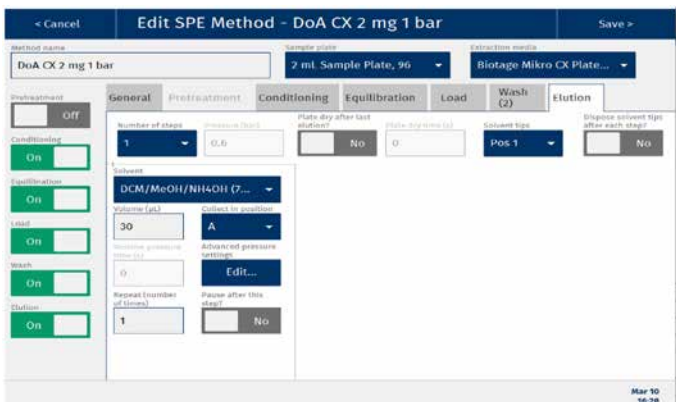 < Cancel
Edit SPE Method - DoA CX 2 mg 1 bar
Save >
Method name
Sample plate
Extraction media
DoA CX 2 mg 1 bar
2 mL Sample Plate, 96
Biotage Mikro CX Plate...
Pretreatment
Off
Conditioning
On
Equilibration
On
Load
On
Wash
On
Elution
On
General
Pretreatment
Conditioning
Equilibration
Load
Wash (2)
Elution
Number of steps
1
Pressure (bar)
0,6
Plate dry after last
elution?
No
Plate dry time (s)
0
Solvent tips
Pos 1
Dispose solvent tips
after each step?
No
Solvent
DCM/MeOH/NH4OH (7...
Volume (µL)
30
Collect in position
A
Positive pressure
time (s)
0
Advanced pressure
settings
Edit...
Repeat (number
of times)
1
Pause after this
step?
No
Mar 10
16:28